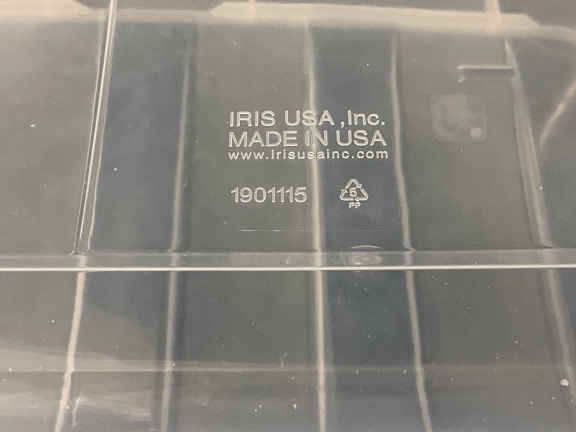 IRIS USA ,Inc.
MADE IN USA
www.irisusainc.com
1901115
5
PP